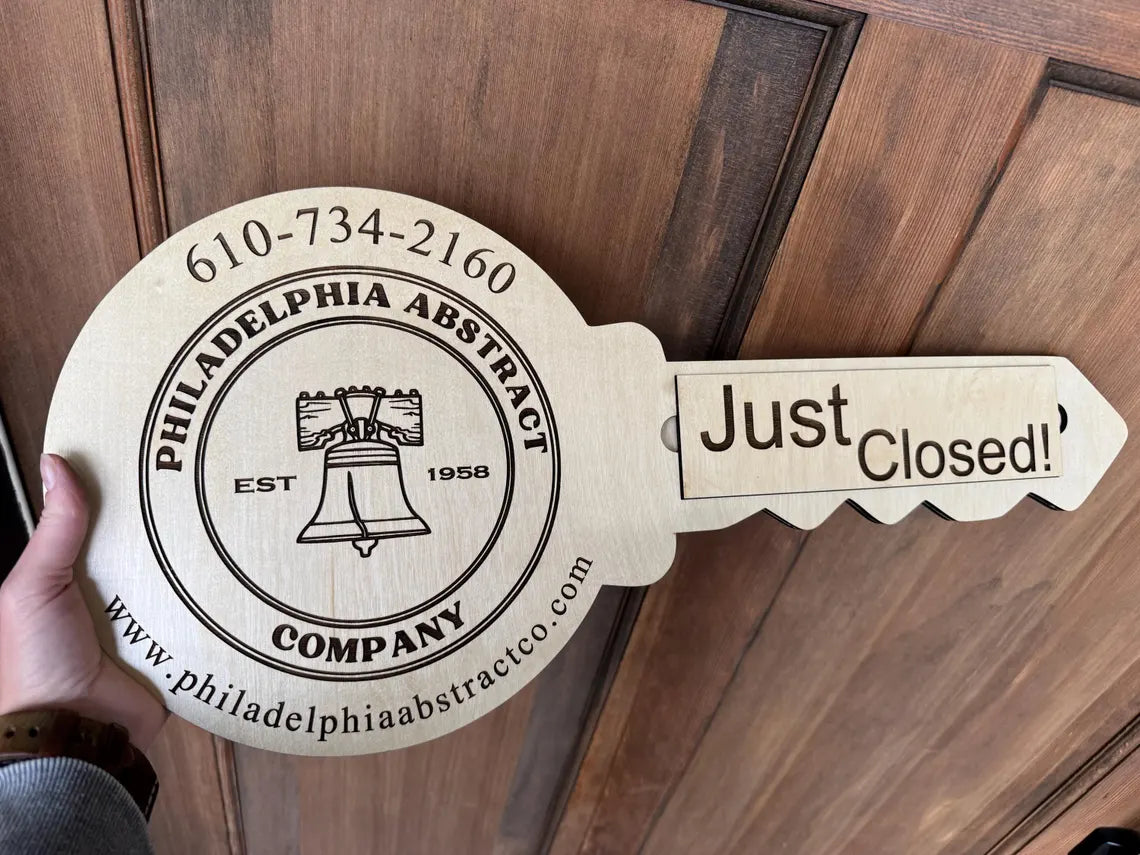 610-734-2160
PHILADELPHIA ABSTRACT
EST 1958
COMPANY
www.philadelphiaabstractco.com
Just
Closed!